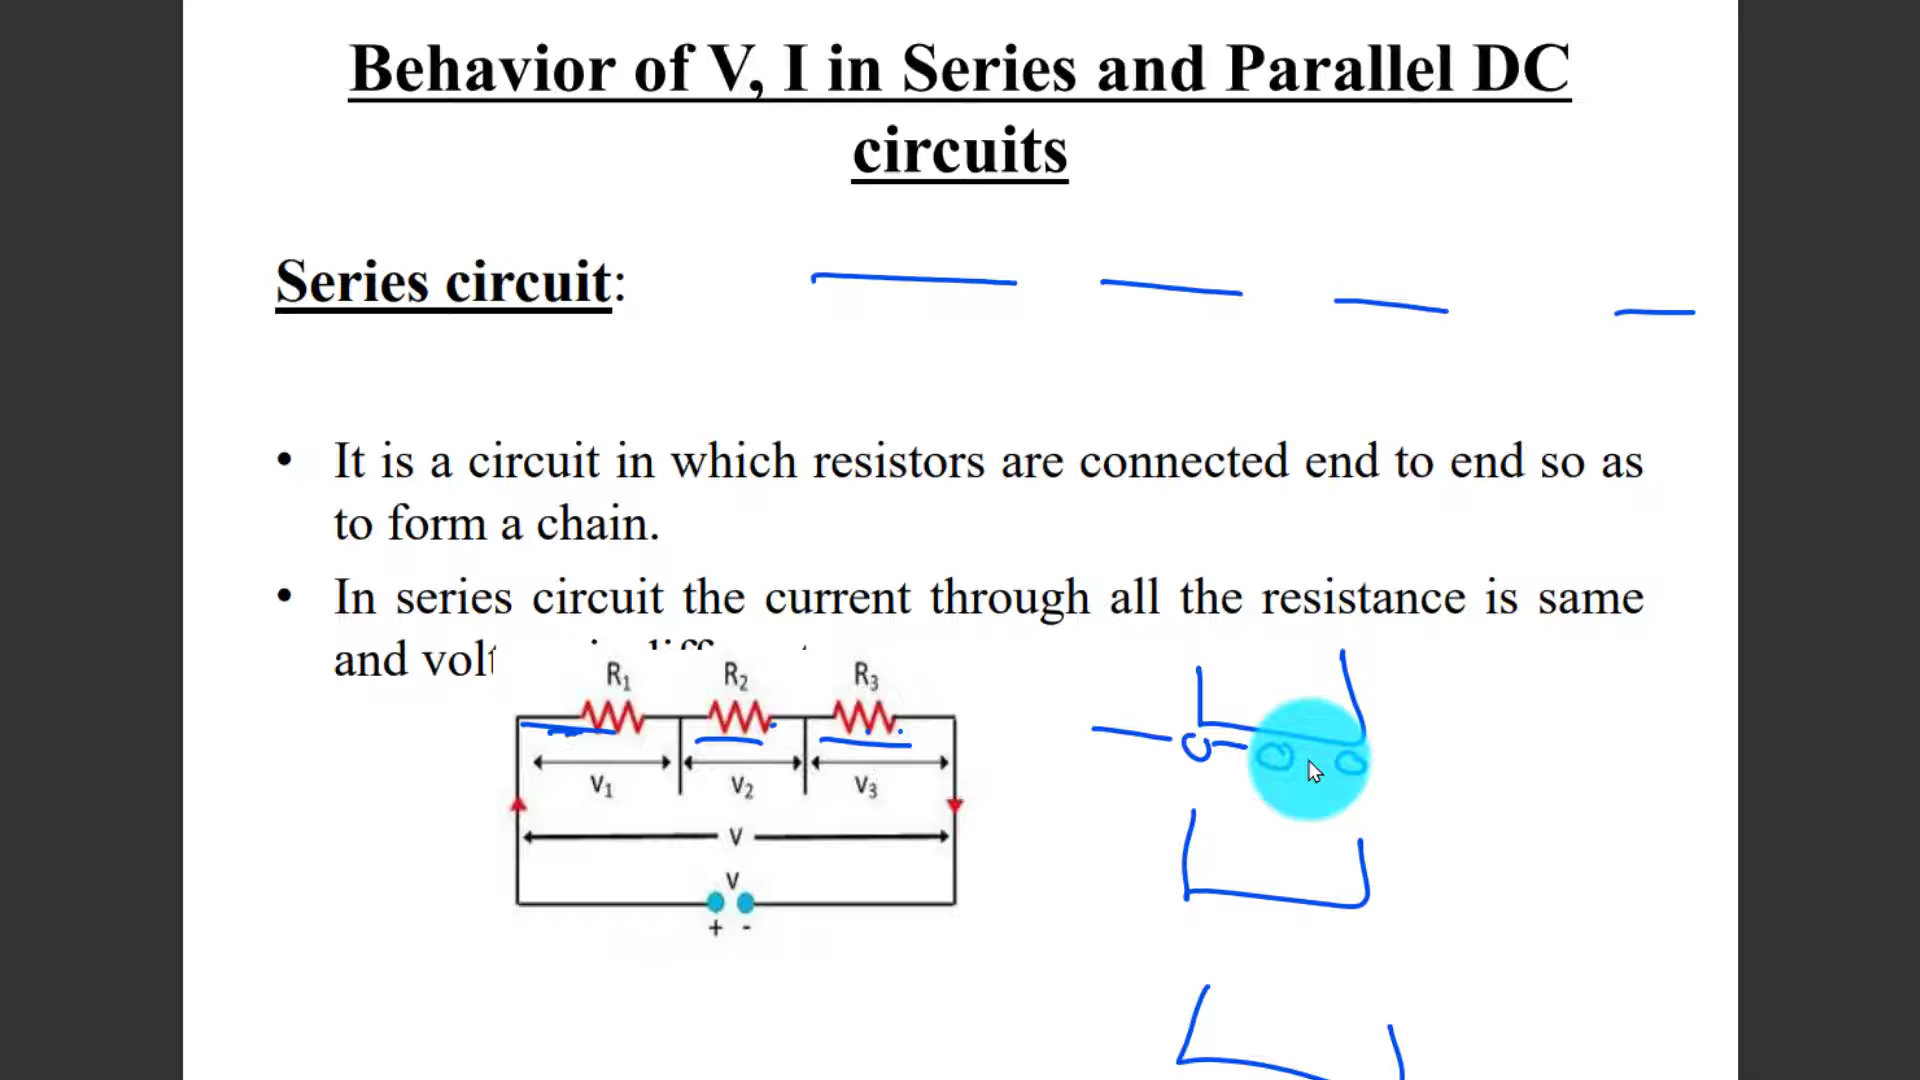 Behavior of V, I in Series and Parallel DC
circuits
Series circuit:
• It is a circuit in which resistors are connected end to end so as
to form a chain.
• In series circuit the current through all the resistance is same
and
R₁ R₂ R₃
V₁ V₂ V₃
V
V
+ -